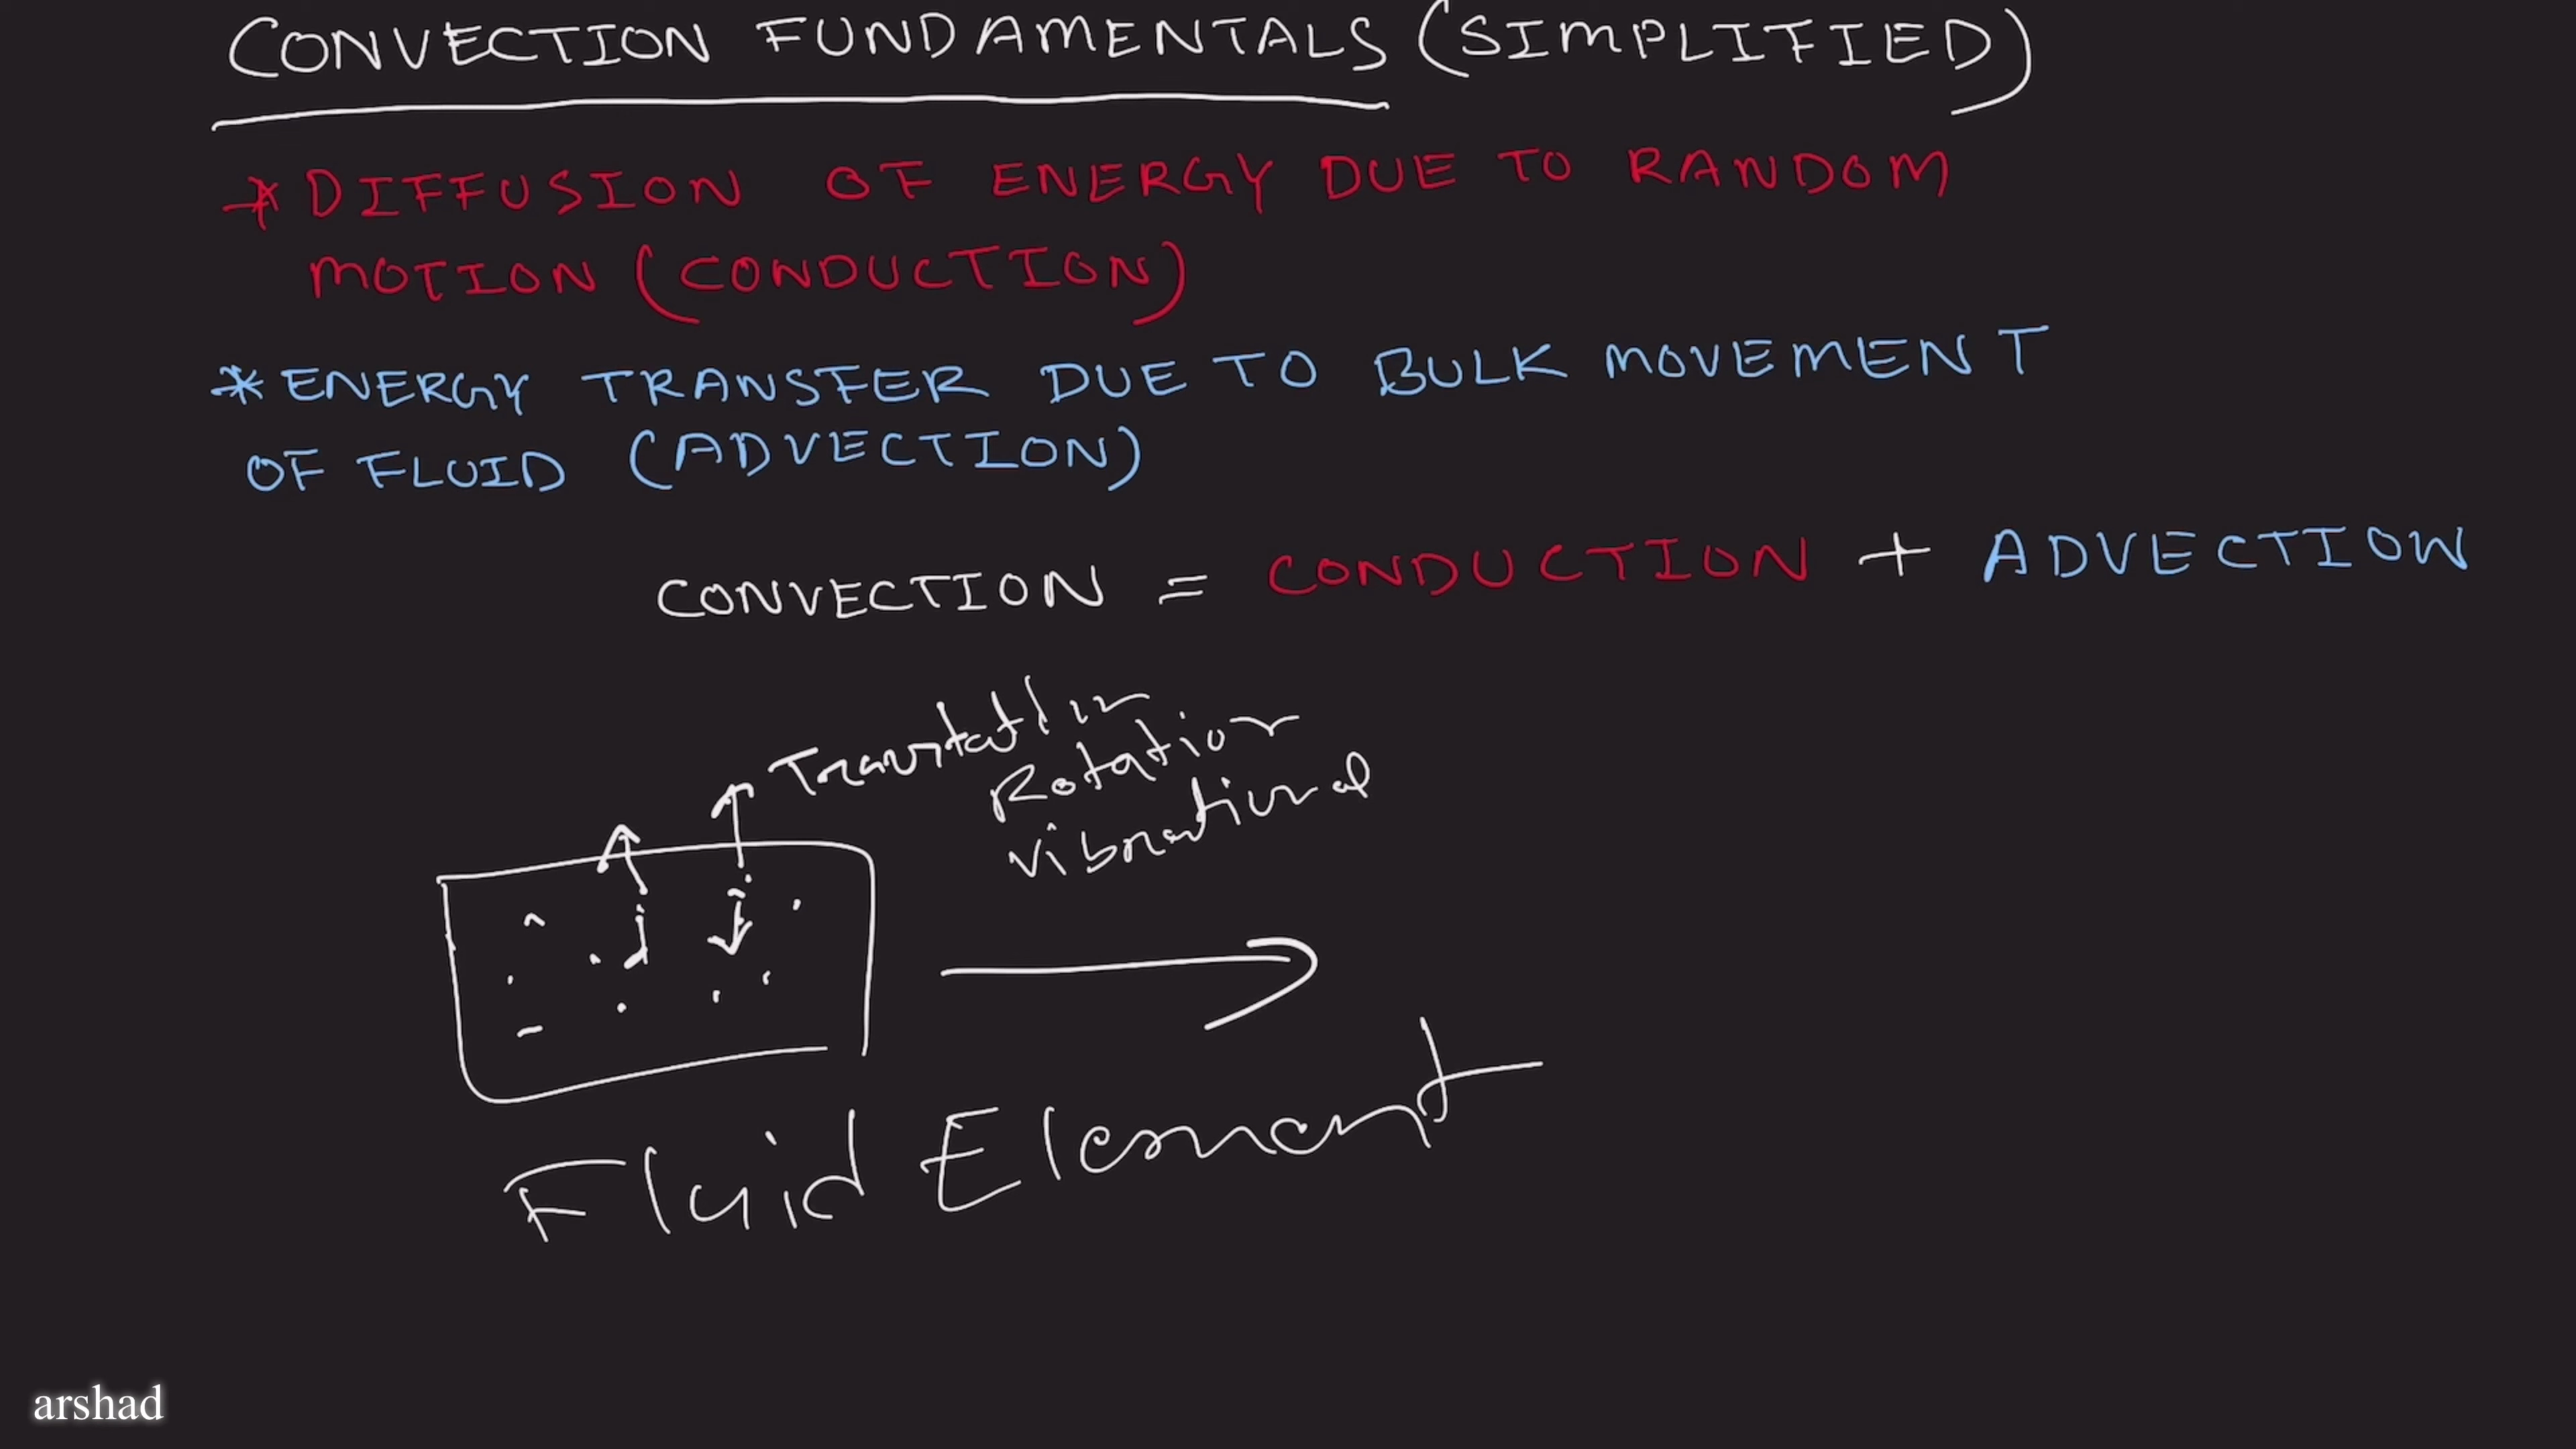 CONVECTION FUNDAMENTALS (SIMPLIFIED)
* DIFFUSION OF ENERGY DUE TO RANDOM
MOTION (CONDUCTION)
* ENERGY TRANSFER DUE TO BULK MOVEMENT
OF FLUID (ADVECTION)
CONVECTION = CONDUCTION + ADVECTION
Rotation
vibrational
Fluid Element
arshad